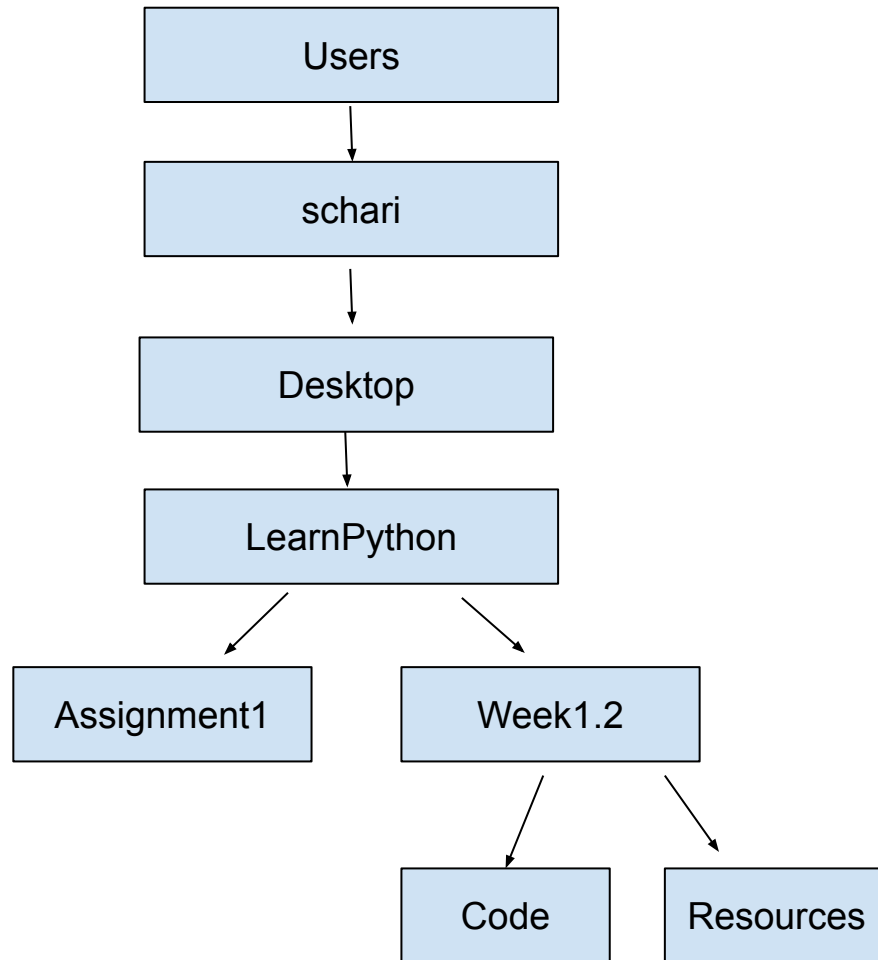 Users
schari
Desktop
LearnPython
Assignment1
Week1.2
Code
Resources